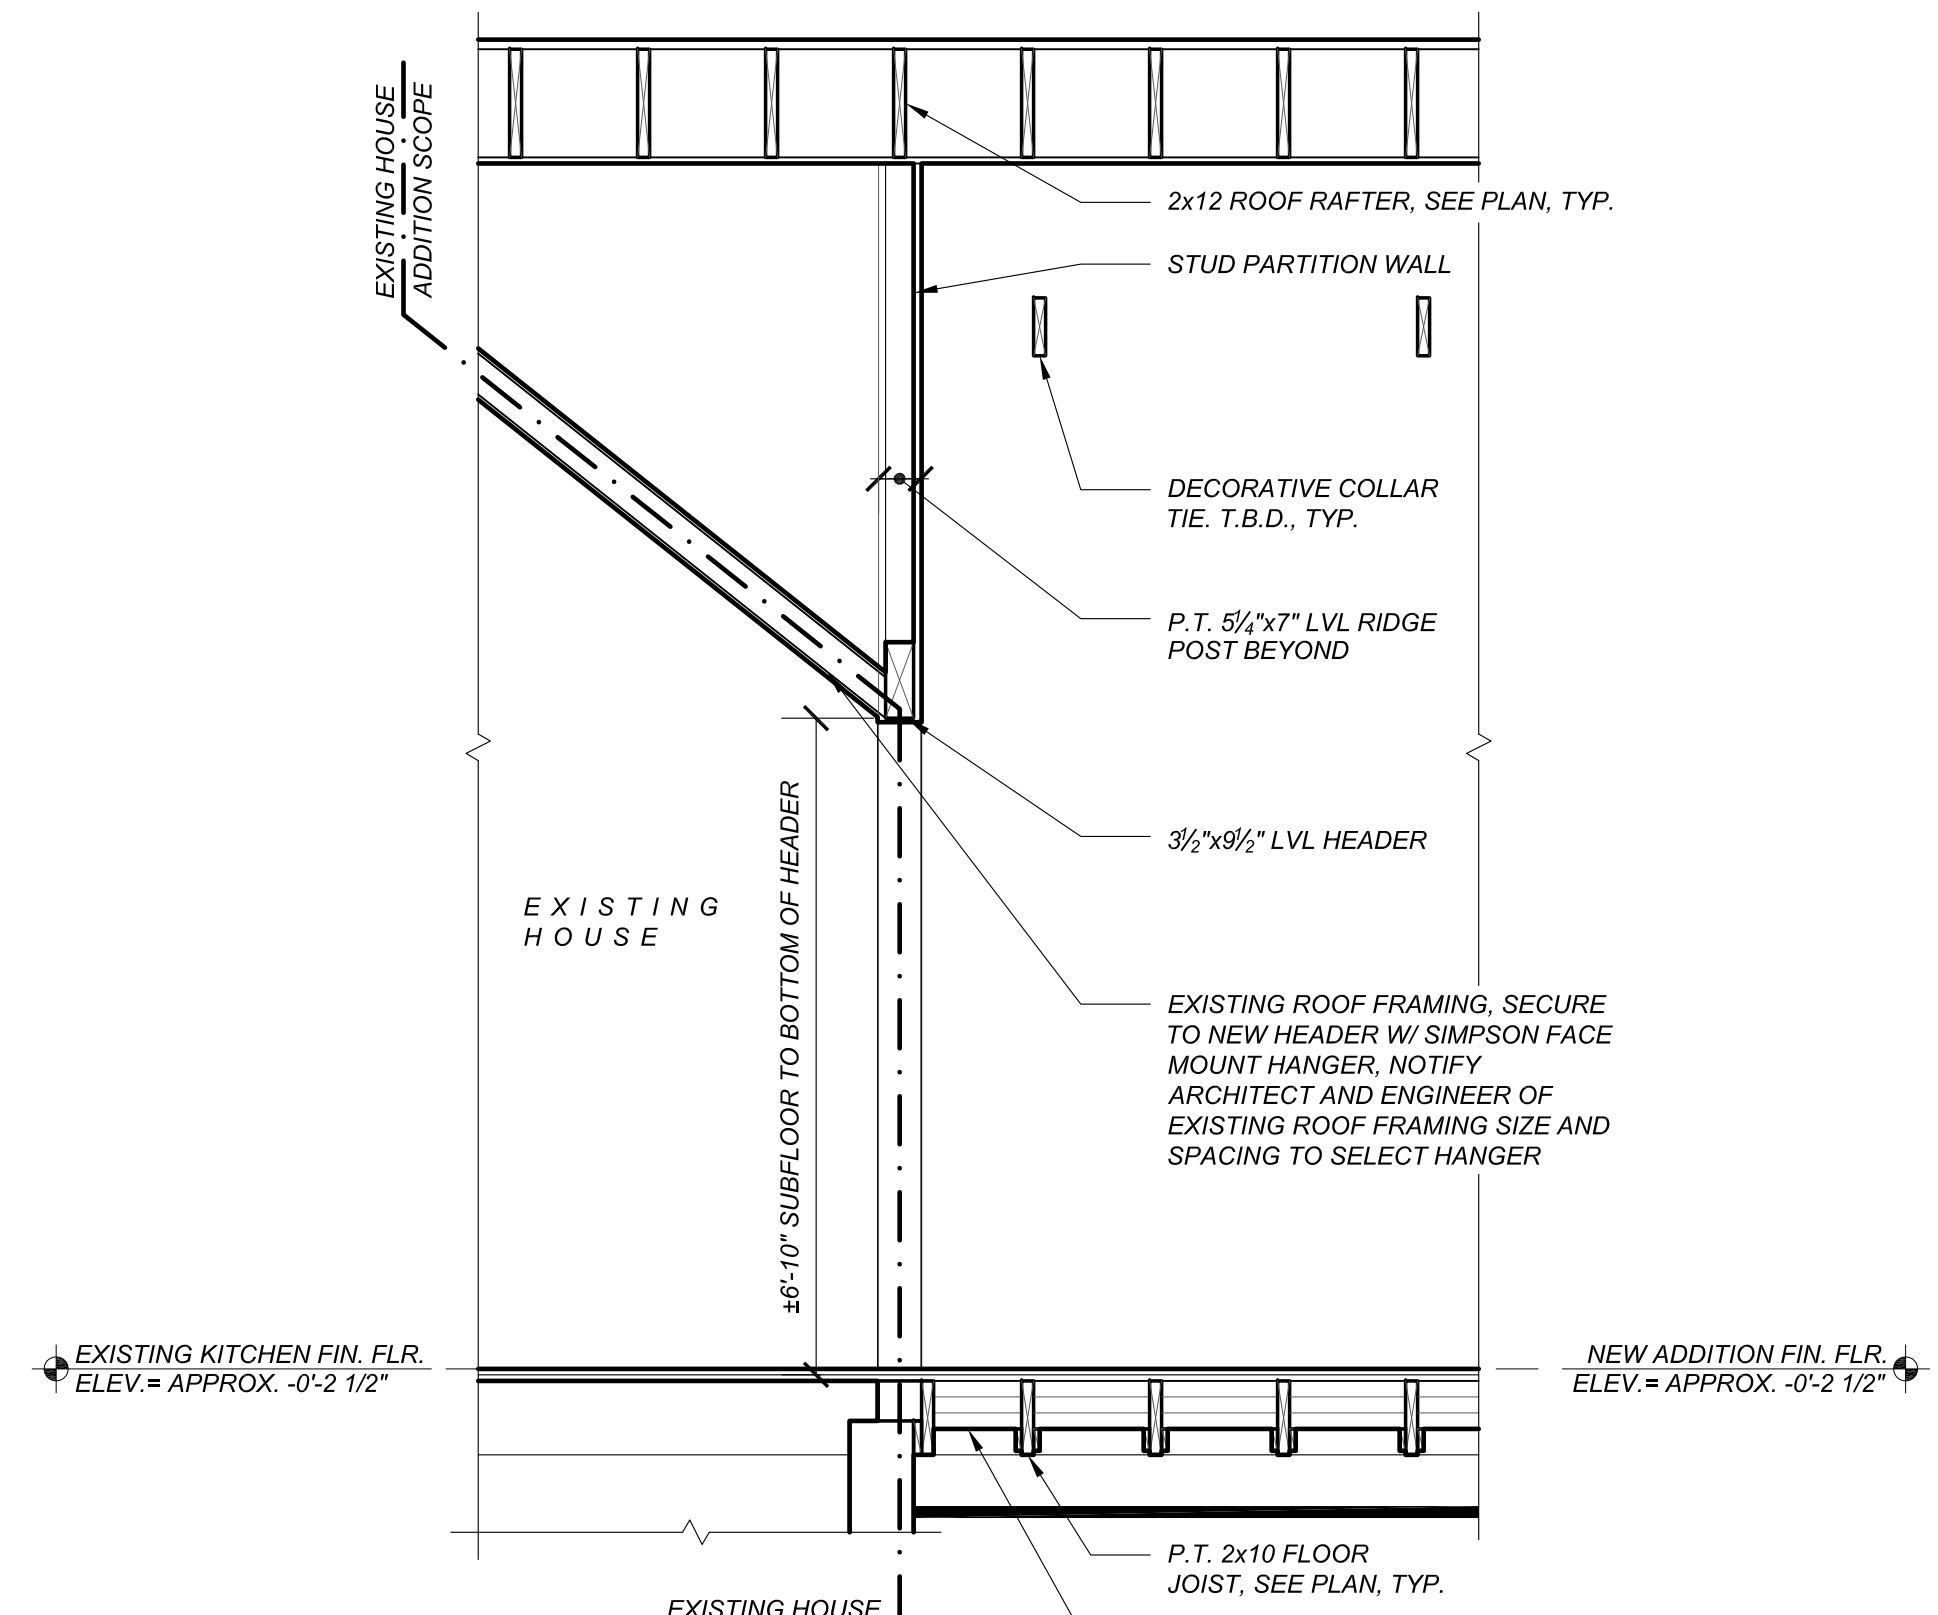 EXISTING HOUSE
ADDITION SCOPE
2x12 ROOF RAFTER, SEE PLAN, TYP.
STUD PARTITION WALL
DECORATIVE COLLAR
TIE. T.B.D., TYP.
P.T. 5¼"x7" LVL RIDGE
POST BEYOND
3½"x9½" LVL HEADER
±6'-10" SUBFLOOR TO BOTTOM OF HEADER
EXISTING
HOUSE
EXISTING ROOF FRAMING, SECURE
TO NEW HEADER W/ SIMPSON FACE
MOUNT HANGER, NOTIFY
ARCHITECT AND ENGINEER OF
EXISTING ROOF FRAMING SIZE AND
SPACING TO SELECT HANGER
EXISTING KITCHEN FIN. FLR.
ELEV.= APPROX. -0'-2 1/2"
NEW ADDITION FIN. FLR.
ELEV.= APPROX. -0'-2 1/2"
P.T. 2x10 FLOOR
JOIST, SEE PLAN, TYP.
EXISTING HOUSE